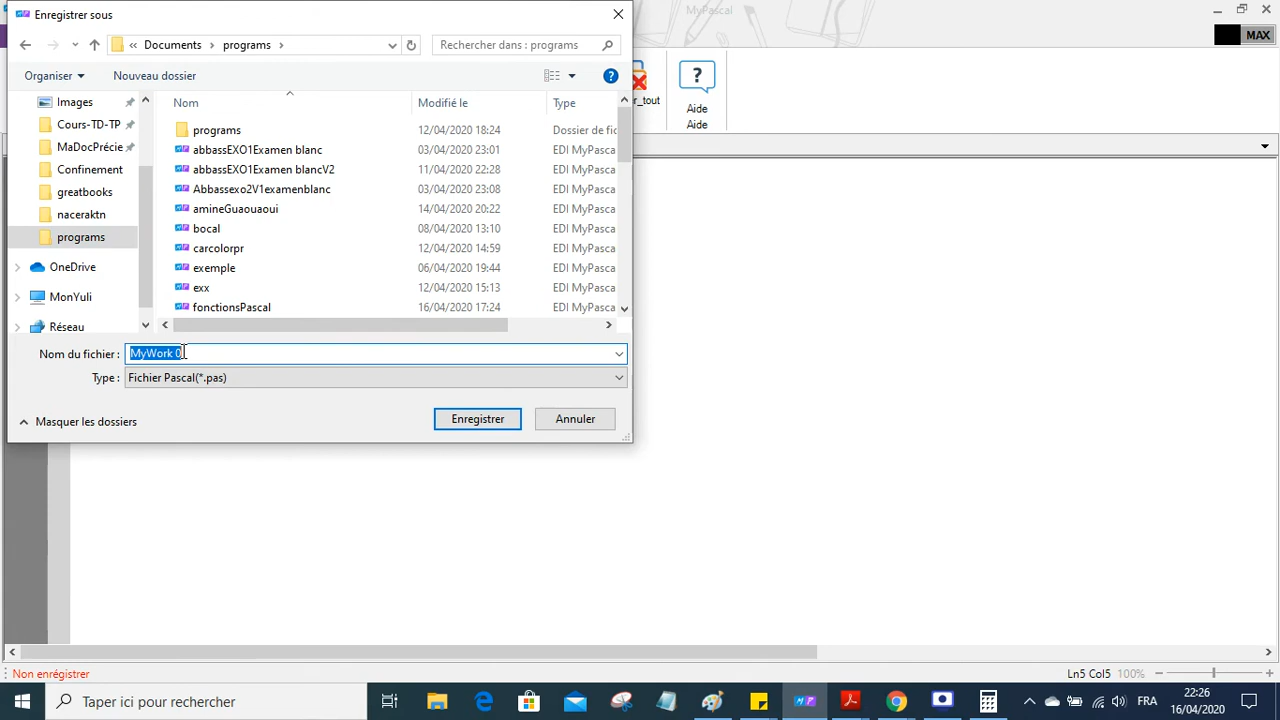 Enregistrer sous
MyPascal
MAX
« Documents › programs ›
Rechercher dans : programs
Organiser
Nouveau dossier
?
r_tout
Aide
Aide
Images
Cours-TD-TP
MaDocPrécie
Confinement
greatbooks
naceraktn
programs
OneDrive
MonYuli
Réseau
Nom Modifié le Type
programs 12/04/2020 18:24 Dossier de fic
abbassEXO1Examen blanc 03/04/2020 23:01 EDI MyPasca
abbassEXO1Examen blancV2 11/04/2020 22:28 EDI MyPasca
Abbassexo2V1examenblanc 03/04/2020 23:08 EDI MyPasca
amineGuaouaoui 14/04/2020 20:22 EDI MyPasca
bocal 08/04/2020 13:10 EDI MyPasca
carcolorpr 12/04/2020 14:59 EDI MyPasca
exemple 06/04/2020 19:44 EDI MyPasca
exx 12/04/2020 15:13 EDI MyPasca
fonctionsPascal 16/04/2020 17:24 EDI MyPasca
Nom du fichier : MyWork 0
Type : Fichier Pascal(*.pas)
Masquer les dossiers
Enregistrer
Annuler
Non enrégistrer
Ln5 Col5 100%
Taper ici pour rechercher
FRA
22:26
16/04/2020